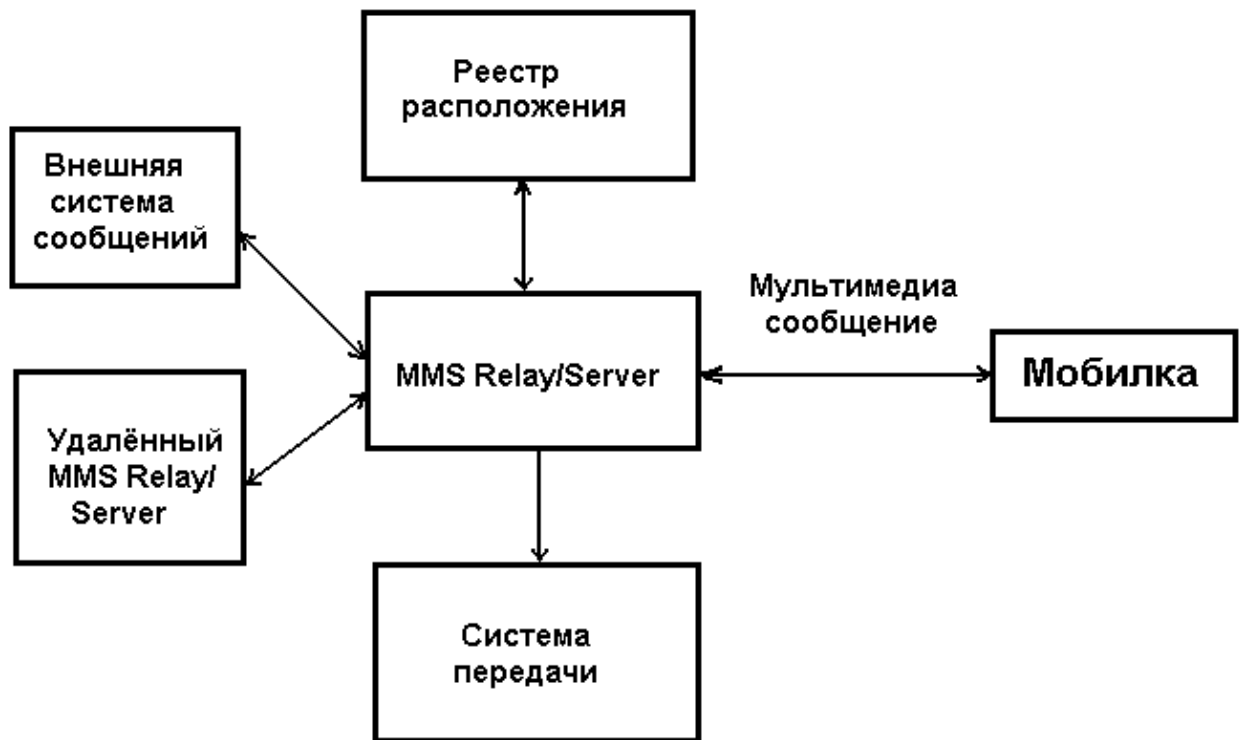 Реестр
расположения
Внешняя
система
сообщений
Мультимедиа
сообщение
MMS Relay/Server
Мобилка
Удалённый
MMS Relay/
Server
Система
передачи